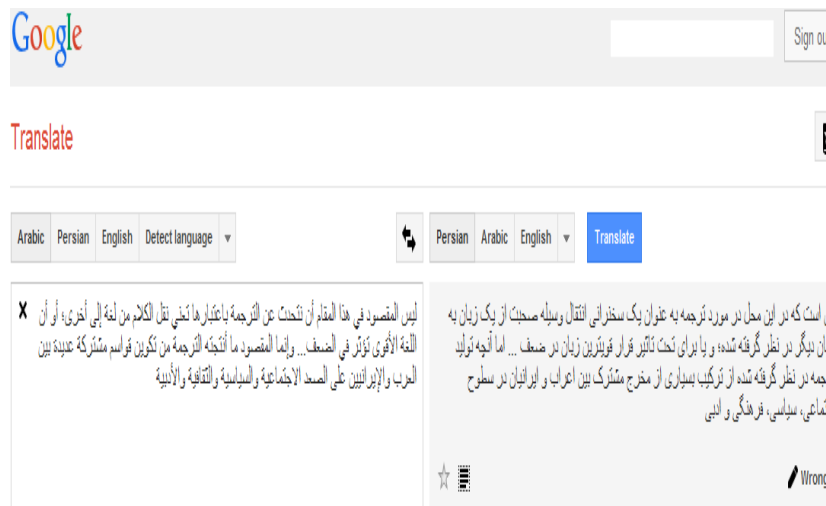 Google
Sign ou
Translate
Arabic Persian English Detect language
Persian Arabic English Translate
ليس المقصود في هذا المقام أن نتحدث عن الترجمة باعتبارها تعني نقل الكلام من لغة إلى أخرى؛ أو أن
اللغة الأقوى تؤثر في الضعف... وإنما المقصود ما أنتجته الترجمة من تكوين قواسم مشتركة عديدة بين
العرب والإيرانيين على الصعد الاجتماعية والسياسية والثقافية والأدبية
است که در این محل در مورد ترجمه به عنوان یک سخنرانی انتقال وسیله صحبت از یک زبان به
ان دیگر در نظر گرفته شده؛ و یا برای تحت تاثیر قرار قویترین زبان در ضعف ... اما آنچه تولید
جمه در نظر گرفته شده از ترکیب بسیاری از مخرج مشترک بین اعراب و ایرانیان در سطوح
تماعی، سیاسی، فرهنگی و ادبی
Wrong